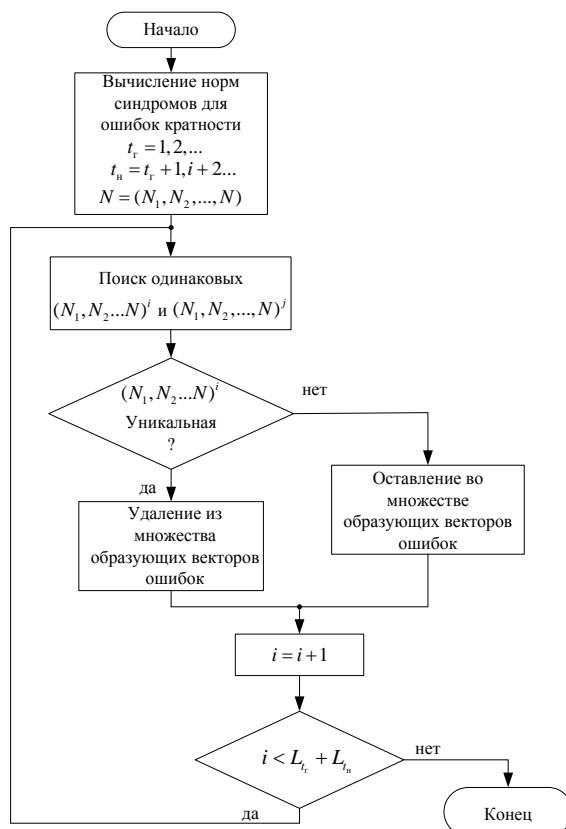 Начало
Вычисление норм
синдромов для
ошибок кратности
t_г = 1, 2, ...
t_н = t_г + 1, i + 2...
N = (N_1, N_2, ..., N)
Поиск одинаковых
(N_1, N_2...N)^i и (N_1, N_2, ..., N)^j
(N_1, N_2...N)^i
Уникальная
?
нет
да
Оставление во
множестве
образующих векторов
ошибок
Удаление из
множества
образующих векторов
ошибок
i = i + 1
i < L_{t_г} + L_{t_н}
нет
да
Конец